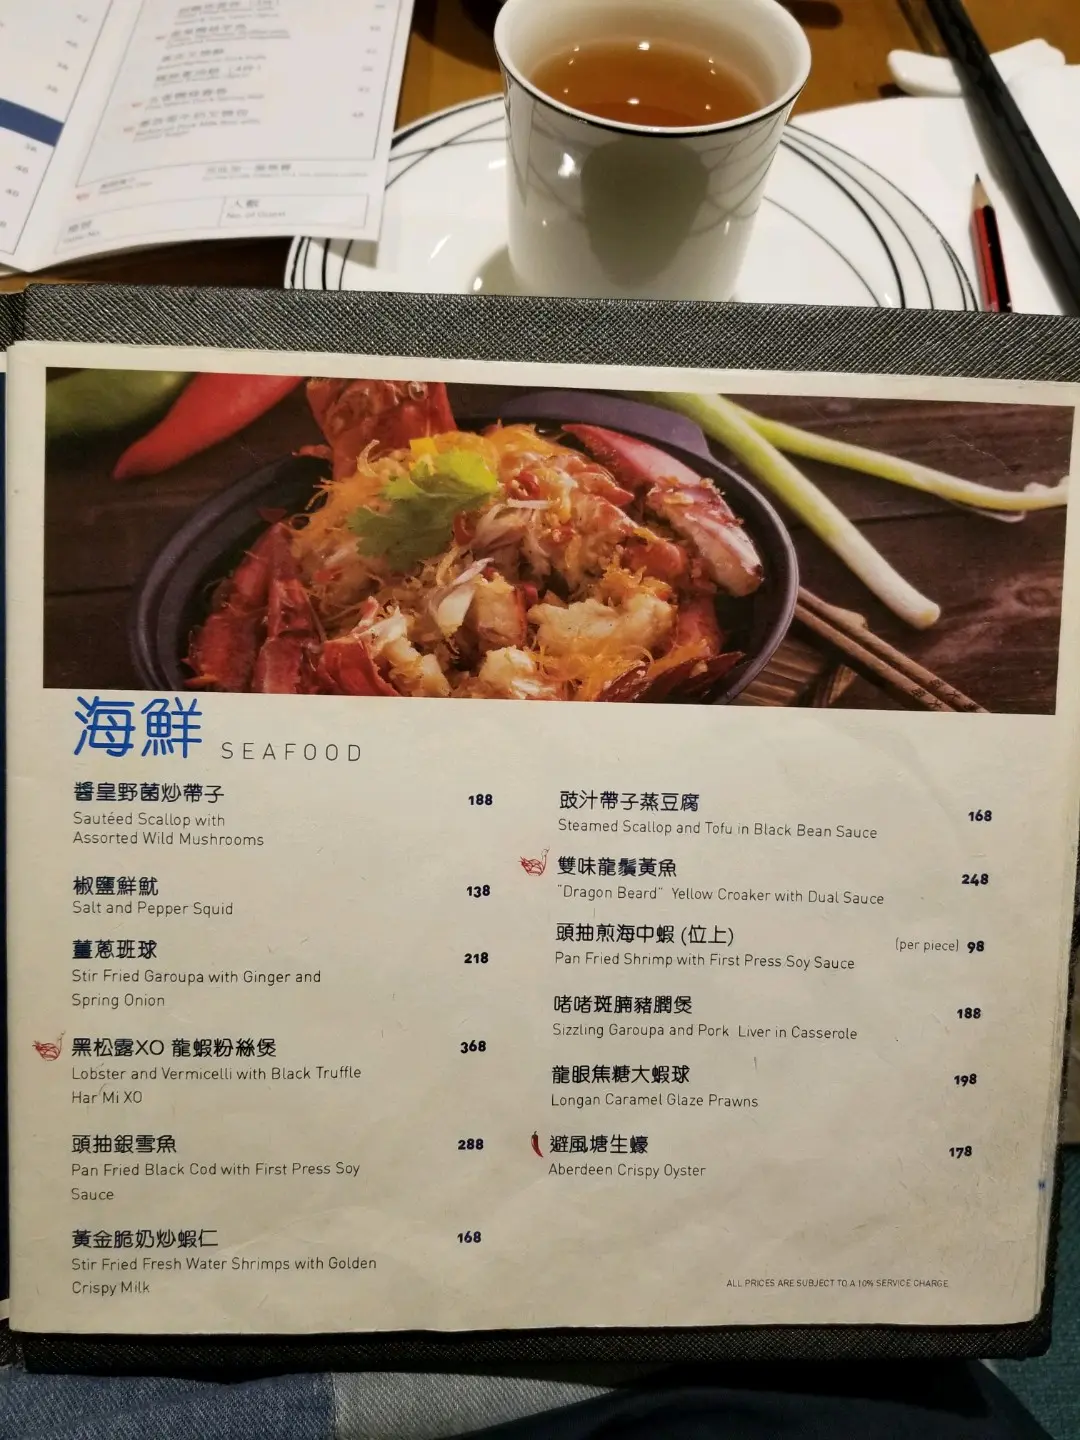 人數
No. of Guest
海鮮 SEAFOOD
醬皇野菌炒帶子 188
Sautéed Scallop with
Assorted Wild Mushrooms
椒鹽鮮魷 138
Salt and Pepper Squid
薑蔥班球 218
Stir Fried Garoupa with Ginger and
Spring Onion
黑松露XO 龍蝦粉絲煲 368
Lobster and Vermicelli with Black Truffle
Har Mi XO
頭抽銀雪魚 288
Pan Fried Black Cod with First Press Soy
Sauce
黃金脆奶炒蝦仁 168
Stir Fried Fresh Water Shrimps with Golden
Crispy Milk
豉汁帶子蒸豆腐 168
Steamed Scallop and Tofu in Black Bean Sauce
雙味龍鬚黃魚 248
"Dragon Beard" Yellow Croaker with Dual Sauce
頭抽煎海中蝦 (位上) (per piece) 98
Pan Fried Shrimp with First Press Soy Sauce
啫啫斑腩豬膶煲 188
Sizzling Garoupa and Pork Liver in Casserole
龍眼焦糖大蝦球 198
Longan Caramel Glaze Prawns
避風塘生蠔 178
Aberdeen Crispy Oyster
ALL PRICES ARE SUBJECT TO A 10% SERVICE CHARGE